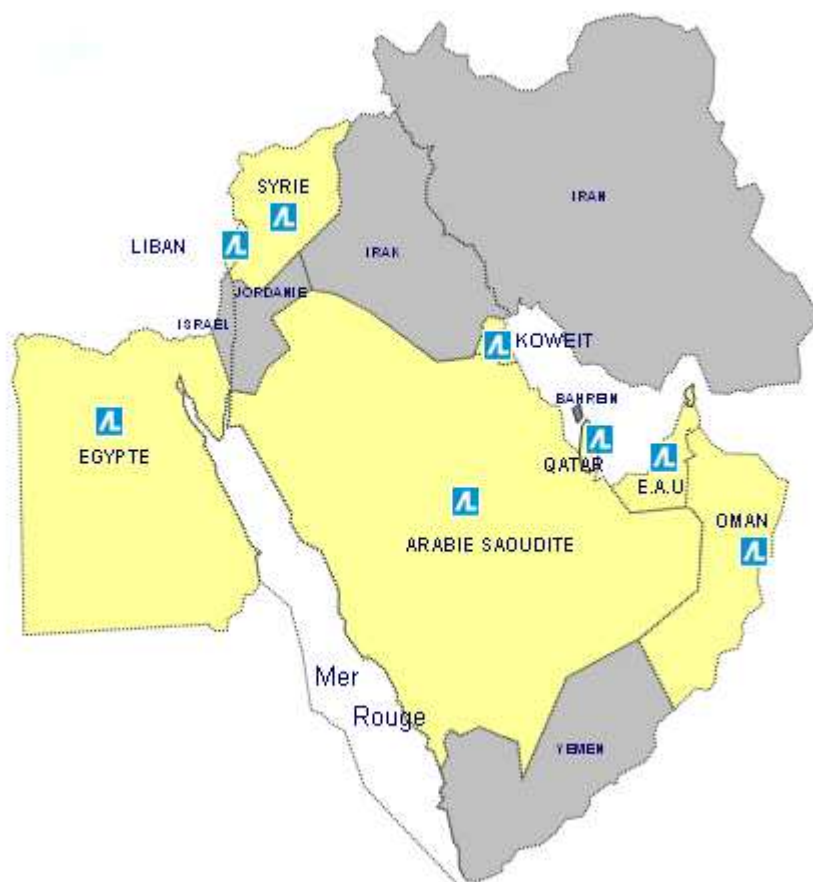 SYRIE
IRAN
LIBAN
IRAK
JORDANIE
ISRAEL
KOWEIT
BAHREIN
EGYPTE
QATAR
E.A.U
OMAN
ARABIE SAOUDITE
Mer
Rouge
YEMEN